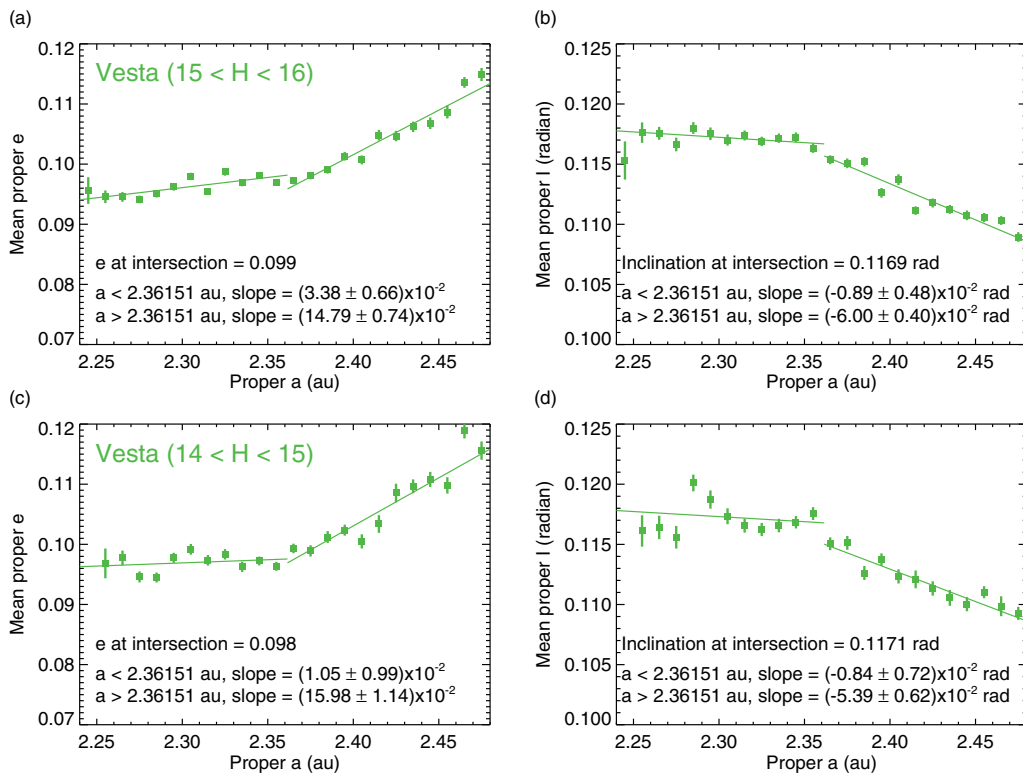 (a)
0.12
0.11
0.10
0.09
0.08
0.07
Mean proper e
Vesta (15 < H < 16)
e at intersection = 0.099
a < 2.36151 au, slope = (3.38 ± 0.66)x10⁻²
a > 2.36151 au, slope = (14.79 ± 0.74)x10⁻²
2.25 2.30 2.35 2.40 2.45
Proper a (au)
(b)
0.125
0.120
0.115
0.110
0.105
0.100
Mean proper I (radian)
Inclination at intersection = 0.1169 rad
a < 2.36151 au, slope = (-0.89 ± 0.48)x10⁻² rad
a > 2.36151 au, slope = (-6.00 ± 0.40)x10⁻² rad
2.25 2.30 2.35 2.40 2.45
Proper a (au)
(c)
0.12
0.11
0.10
0.09
0.08
0.07
Mean proper e
Vesta (14 < H < 15)
e at intersection = 0.098
a < 2.36151 au, slope = (1.05 ± 0.99)x10⁻²
a > 2.36151 au, slope = (15.98 ± 1.14)x10⁻²
2.25 2.30 2.35 2.40 2.45
Proper a (au)
(d)
0.125
0.120
0.115
0.110
0.105
0.100
Mean proper I (radian)
Inclination at intersection = 0.1171 rad
a < 2.36151 au, slope = (-0.84 ± 0.72)x10⁻² rad
a > 2.36151 au, slope = (-5.39 ± 0.62)x10⁻² rad
2.25 2.30 2.35 2.40 2.45
Proper a (au)